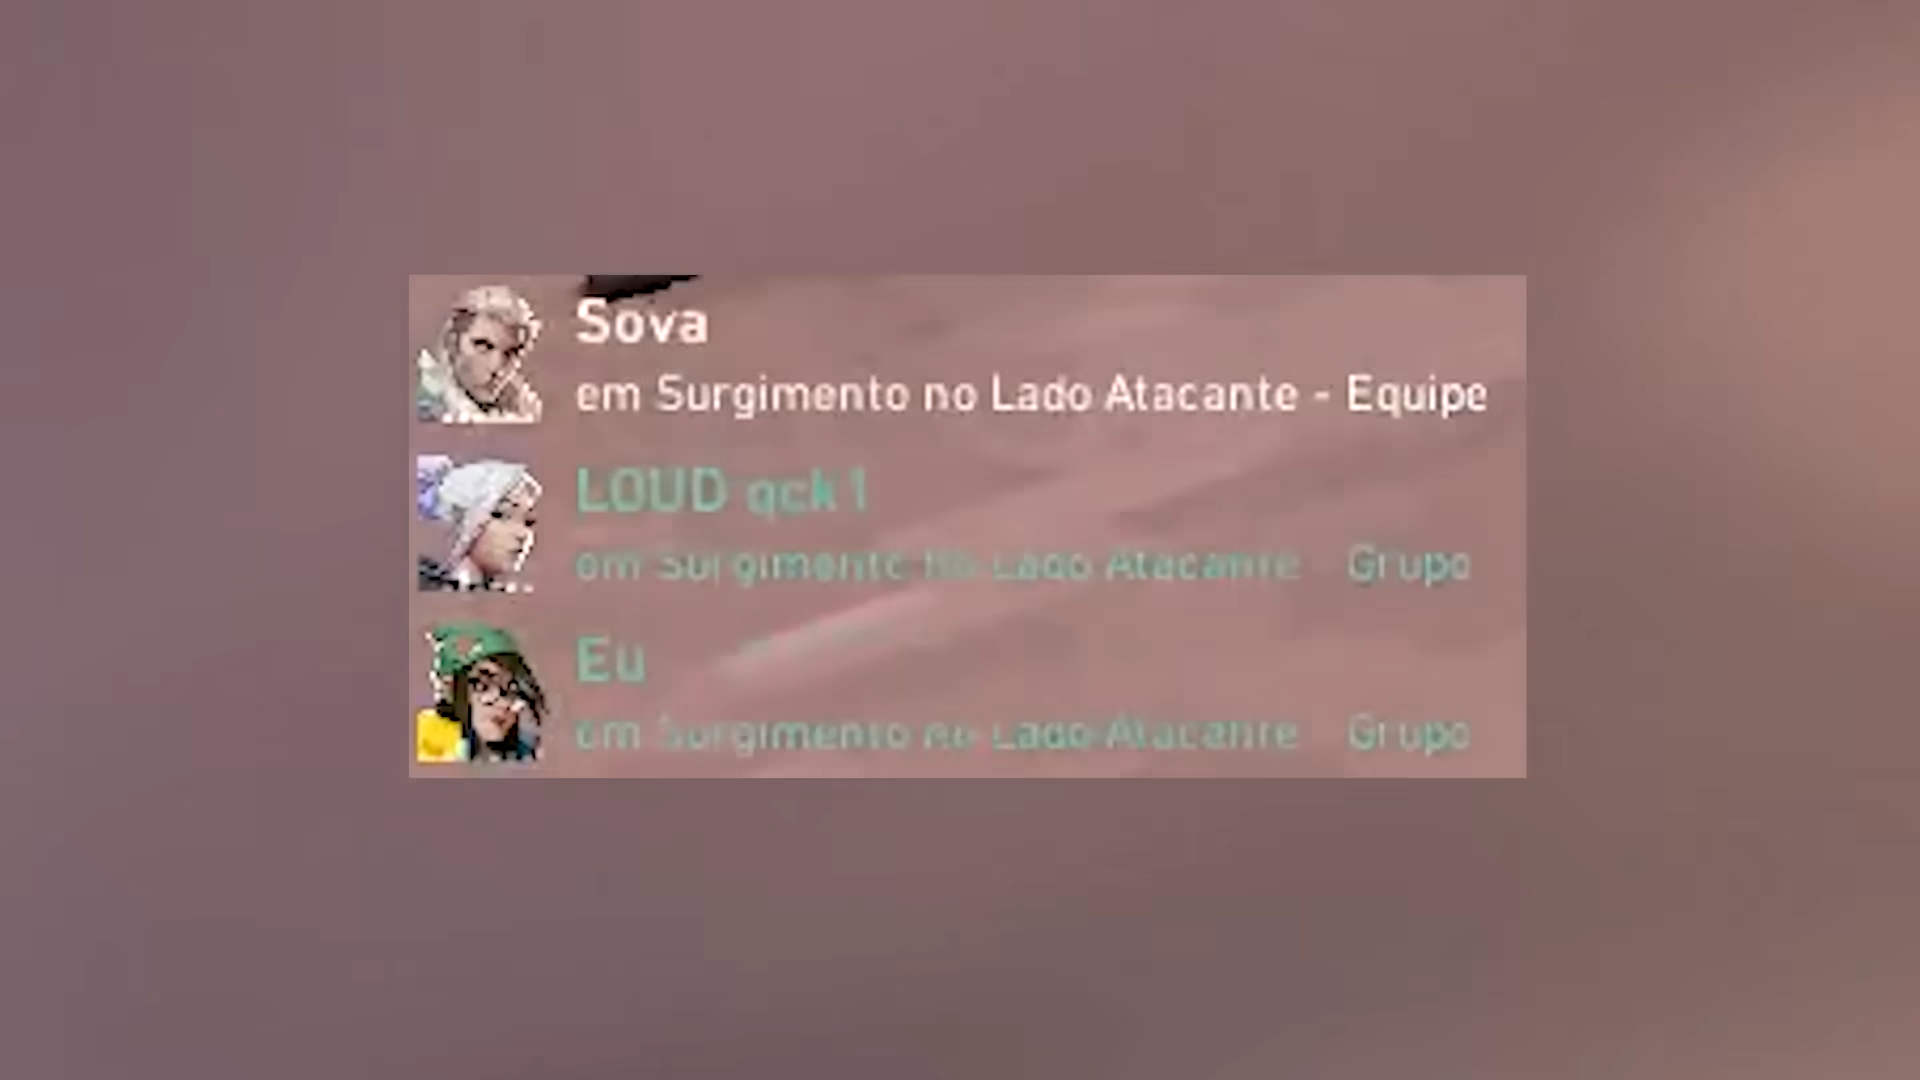 Sova
em Surgimento no Lado Atacante - Equipe
LOUD qck1
em Surgimento no Lado Atacante Grupo
Eu
em Surgimento no Lado Atacante Grupo